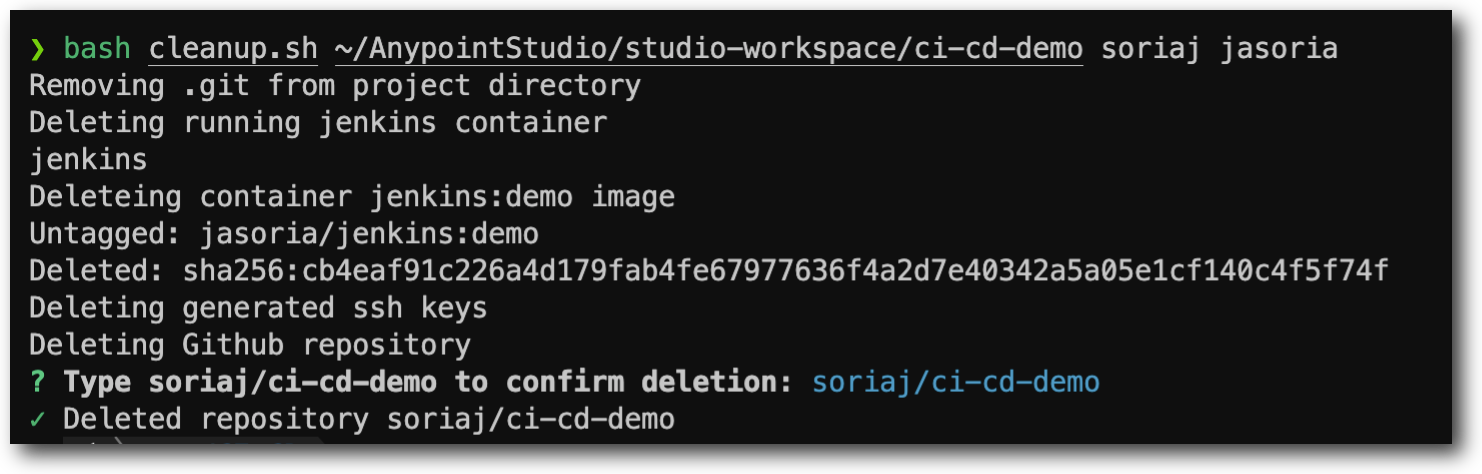 ❯ bash cleanup.sh ~/AnypointStudio/studio-workspace/ci-cd-demo soriaj jasoria
Removing .git from project directory
Deleting running jenkins container
jenkins
Deleteing container jenkins:demo image
Untagged: jasoria/jenkins:demo
Deleted: sha256:cb4eaf91c226a4d179fab4fe67977636f4a2d7e40342a5a05e1cf140c4f5f74f
Deleting generated ssh keys
Deleting Github repository
? Type soriaj/ci-cd-demo to confirm deletion: soriaj/ci-cd-demo
✓ Deleted repository soriaj/ci-cd-demo